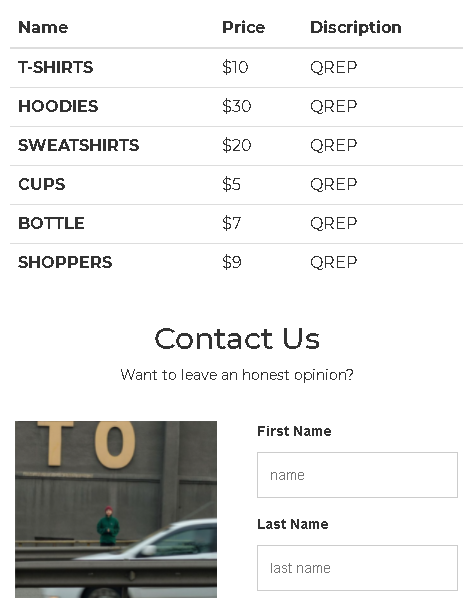 Name Price Discription
T-SHIRTS $10 QREP
HOODIES $30 QREP
SWEATSHIRTS $20 QREP
CUPS $5 QREP
BOTTLE $7 QREP
SHOPPERS $9 QREP
Contact Us
Want to leave an honest opinion?
TO
First Name
name
Last Name
last name